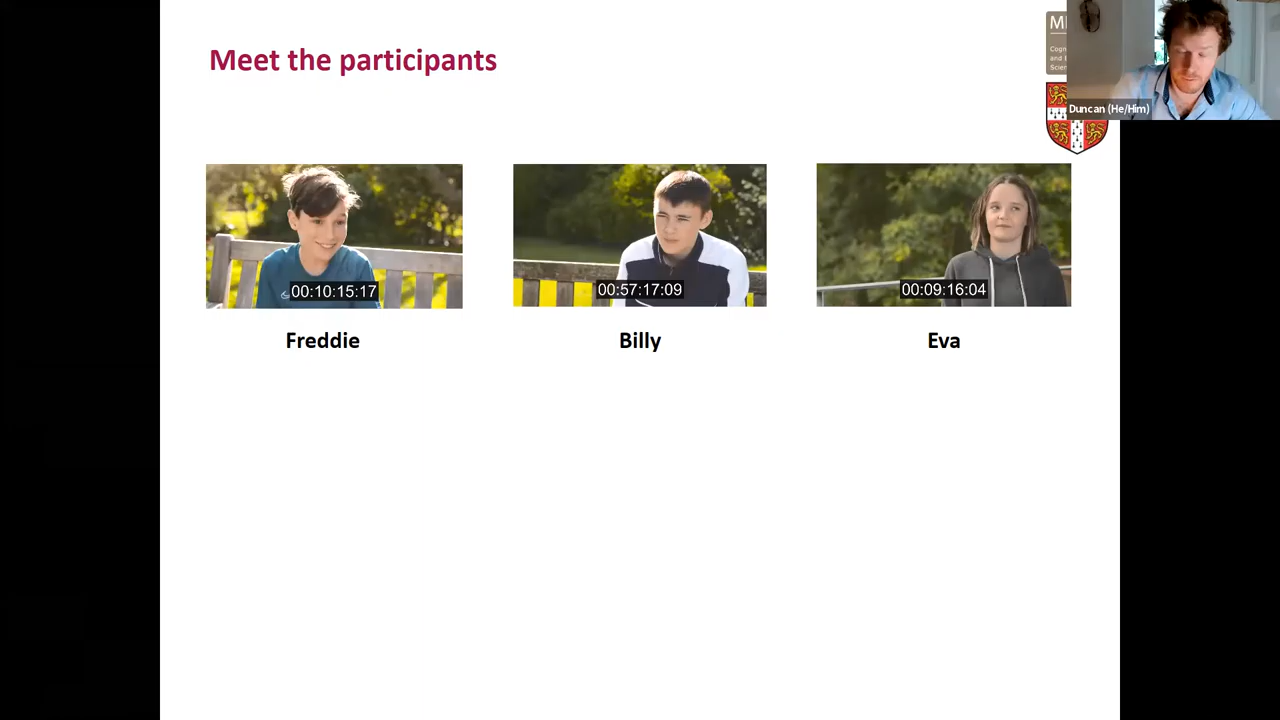 Meet the participants
Duncan (He/Him)
00:10:15:17
00:57:17:09
00:09:16:04
Freddie
Billy
Eva